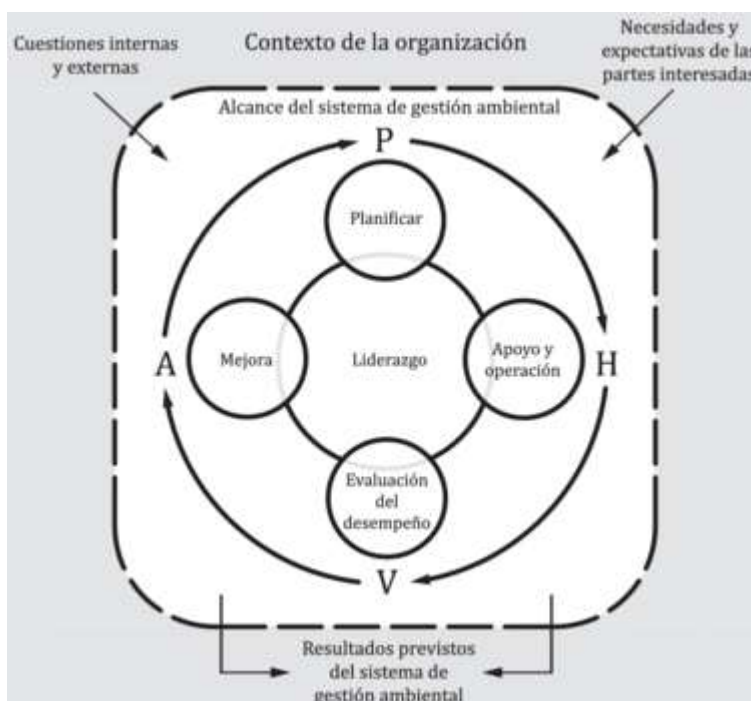 Cuestiones internas
y externas
Contexto de la organización
Necesidades y
expectativas de las
partes interesadas
Alcance del sistema de gestión ambiental
P
Planificar
A
Mejora
Liderazgo
Apoyo y
operación
H
Evaluación
del
desempeño
V
Resultados previstos
del sistema de
gestión ambiental